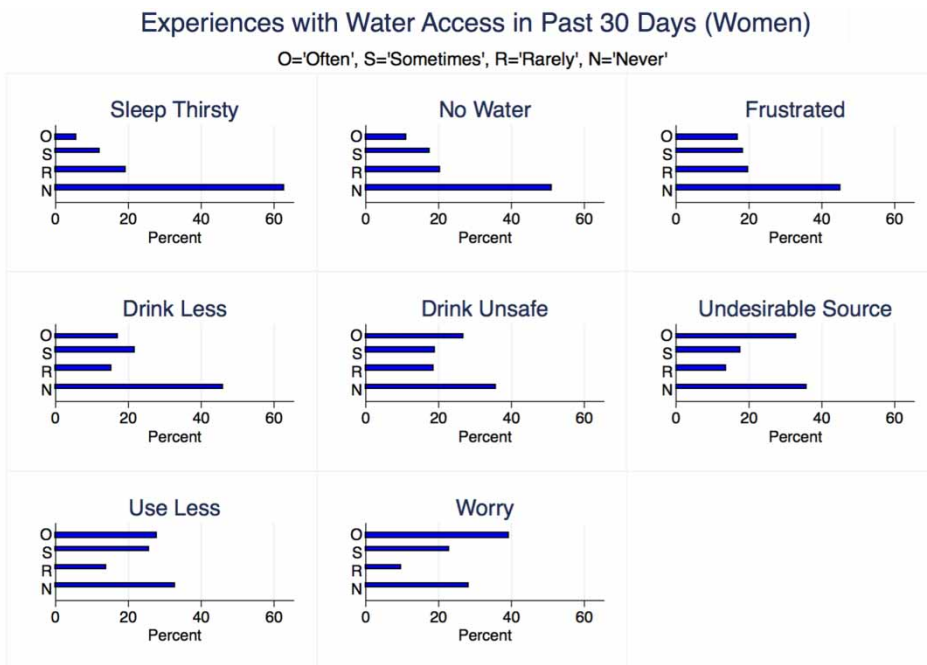 Experiences with Water Access in Past 30 Days (Women)
O='Often', S='Sometimes', R='Rarely', N='Never'
Sleep Thirsty
O
S
R
N
0 20 40 60
Percent
No Water
O
S
R
N
0 20 40 60
Percent
Frustrated
O
S
R
N
0 20 40 60
Percent
Drink Less
O
S
R
N
0 20 40 60
Percent
Drink Unsafe
O
S
R
N
0 20 40 60
Percent
Undesirable Source
O
S
R
N
0 20 40 60
Percent
Use Less
O
S
R
N
0 20 40 60
Percent
Worry
O
S
R
N
0 20 40 60
Percent